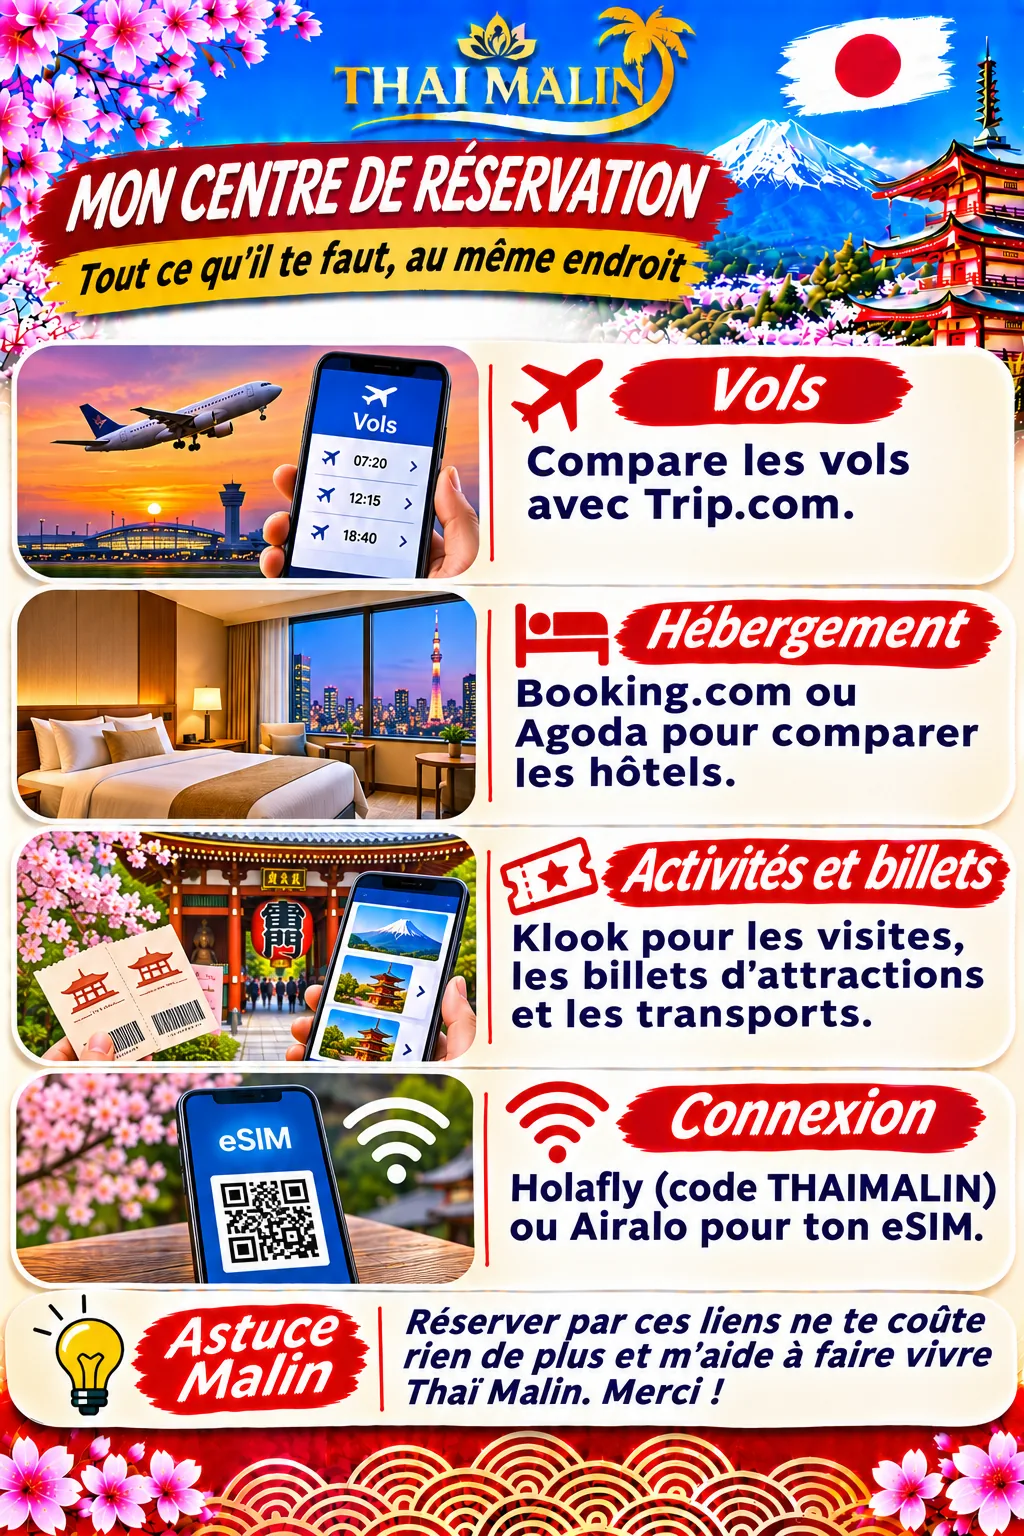 THAI MALIN
MON CENTRE DE RÉSERVATION
Tout ce qu'il te faut, au même endroit
Vols
07:20
12:15
18:40
Vols
Compare les vols
avec Trip.com.
Hébergement
Booking.com ou
Agoda pour comparer
les hôtels.
雷門
Activités et billets
Klook pour les visites,
les billets d'attractions
et les transports.
eSIM
Connexion
Holafly (code THAIMALIN)
ou Airalo pour ton eSIM.
Astuce
Malin
Réserver par ces liens ne te coûte
rien de plus et m'aide à faire vivre
Thaï Malin. Merci !